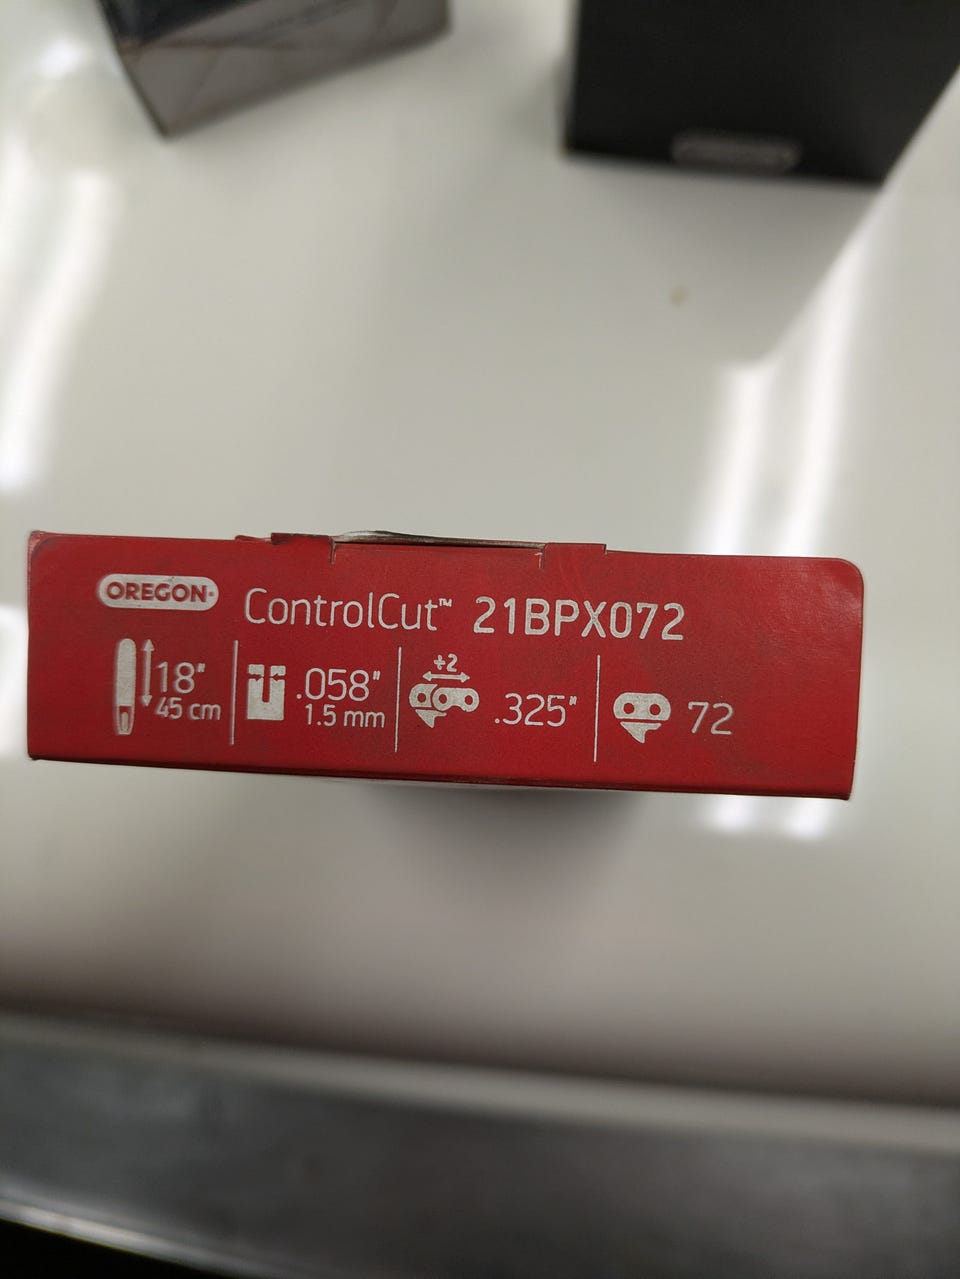 OREGON
ControlCut™ 21BPX072
18"
45 cm
.058"
1.5 mm
÷2
.325"
72